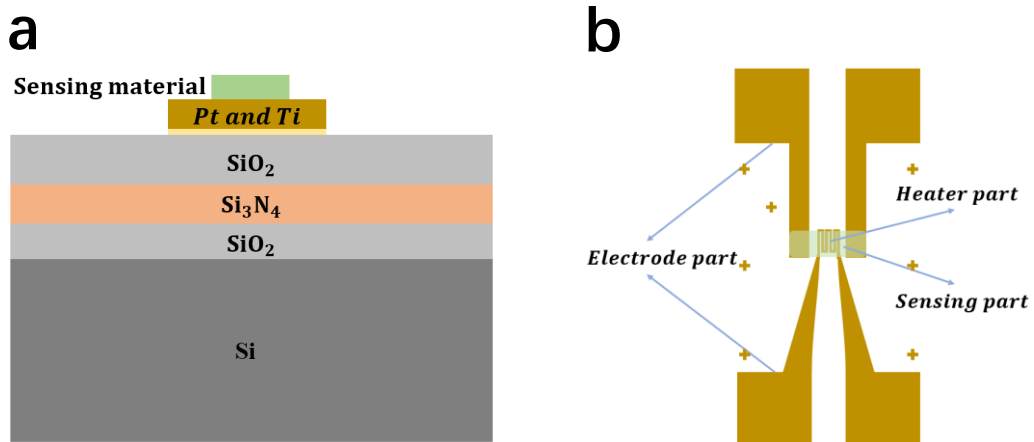 a
Sensing material
Pt and Ti
SiO₂
Si₃N₄
SiO₂
Si
b
Heater part
Electrode part
Sensing part